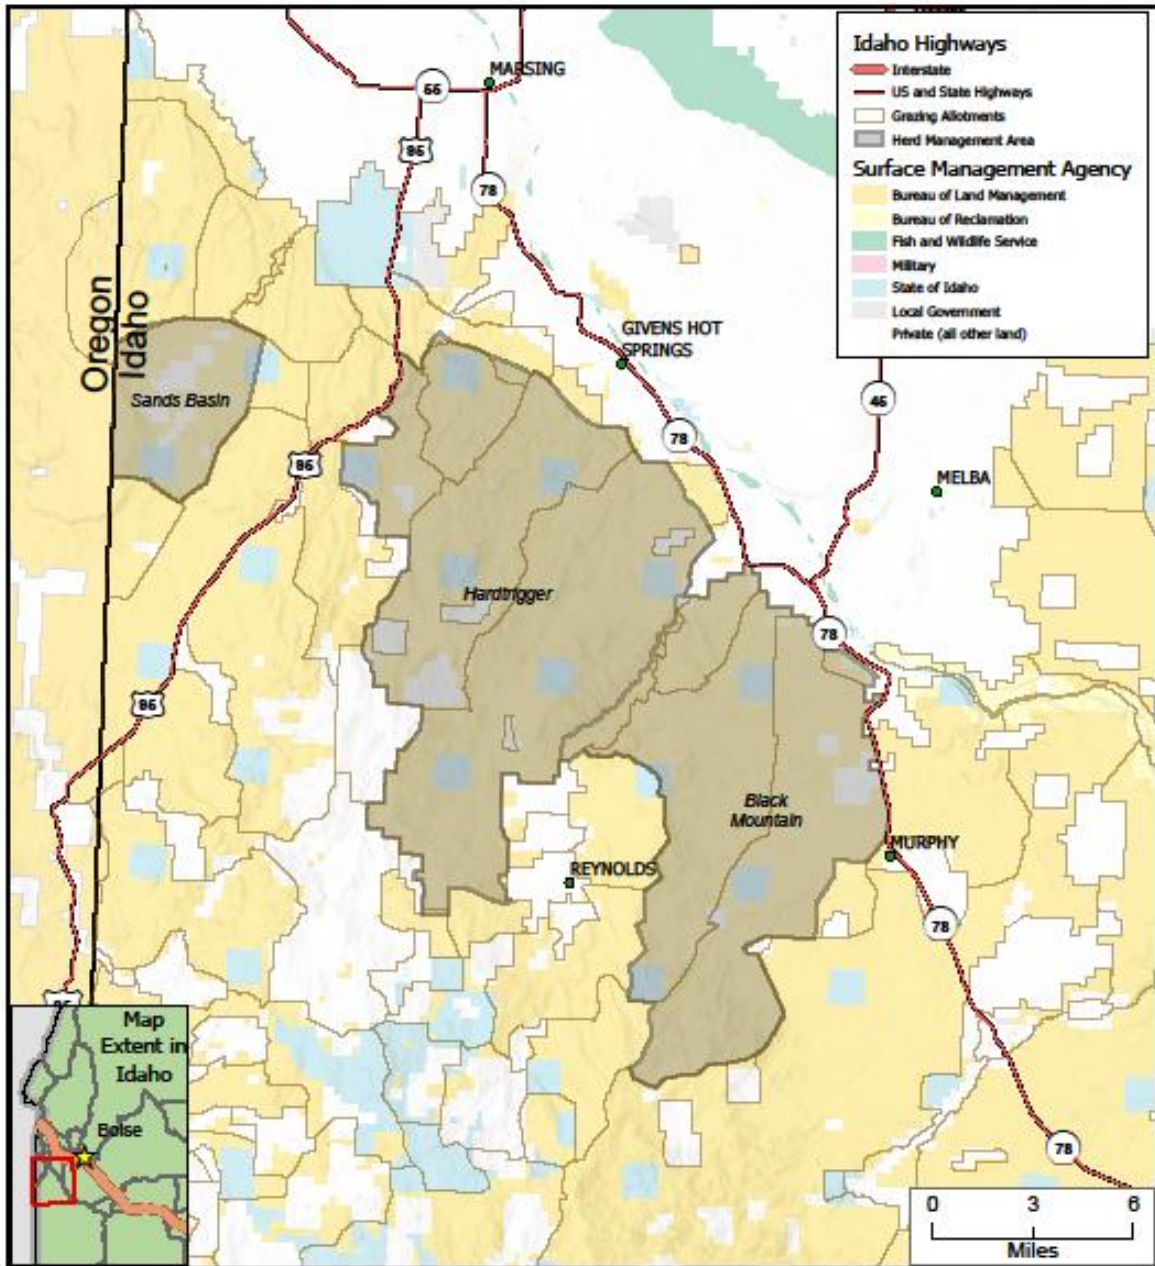 MARSING
55
95
78
Oregon
Idaho
GIVENS HOT
SPRINGS
Sands Basin
78
45
95
MELBA
Hardtrigger
78
95
Black
Mountain
MURPHY
REYNOLDS
78
78
Idaho Highways
Interstate
US and State Highways
Grazing Allotments
Herd Management Area
Surface Management Agency
Bureau of Land Management
Bureau of Reclamation
Fish and Wildlife Service
Military
State of Idaho
Local Government
Private (all other land)
Map
Extent in
Idaho
Boise
0 3 6
Miles